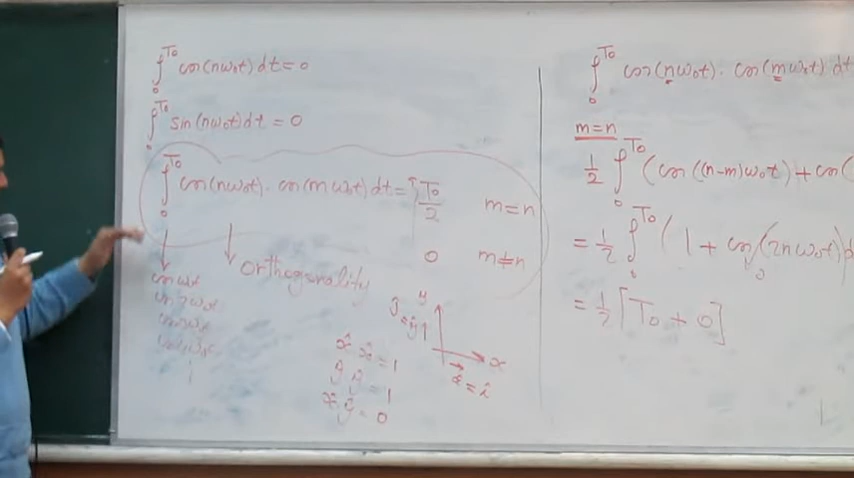 ∫₀^T₀ cos(nω₀t) dt = 0
∫₀^T₀ sin(nω₀t) dt = 0
∫₀^T₀ cos(nω₀t) · cos(mω₀t) dt = { T₀/2 m=n
0 m≠n
orthogonality
cos ω₀t
cos 2ω₀t
cos 3ω₀t
y
ŷ
x
x̂ x̂ = 1
ŷ ŷ = 1
x̂ ŷ = 0
x̂ = î
∫₀^T₀ cos(nω₀t) · cos(mω₀t) dt
m=n
1/2 ∫₀^T₀ (cos((n-m)ω₀t) + cos(
= 1/2 ∫₀^T₀ (1 + cos(2nω₀t)) d
0
= 1/2 [T₀ + 0]